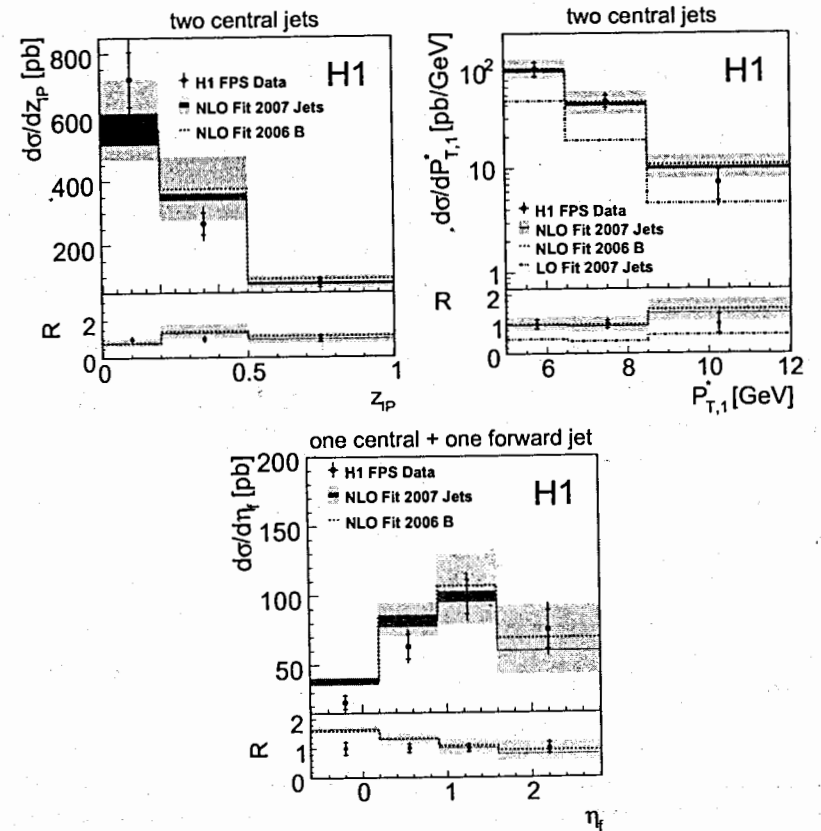 two central jets
dσ/dz_IP [pb]
800
600
400
200
H1
H1 FPS Data
NLO Fit 2007 Jets
NLO Fit 2006 B
R
2
0
0
0.5
1
z_IP
two central jets
dσ/dP*_T,1 [pb/GeV]
10²
10
1
H1
H1 FPS Data
NLO Fit 2007 Jets
NLO Fit 2006 B
LO Fit 2007 Jets
R
2
1
0
6
8
10
12
P*_T,1 [GeV]
one central + one forward jet
dσ/dη_f [pb]
200
150
100
50
H1
H1 FPS Data
NLO Fit 2007 Jets
NLO Fit 2006 B
R
2
1
0
0
1
2
η_f